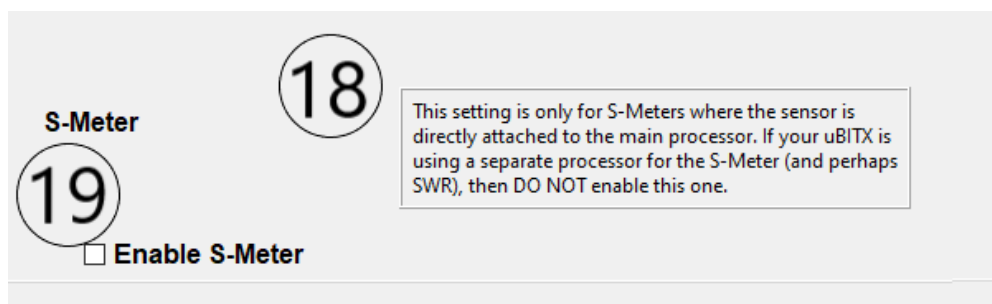 18
This setting is only for S-Meters where the sensor is
directly attached to the main processor. If your uBITX is
using a separate processor for the S-Meter (and perhaps
SWR), then DO NOT enable this one.
S-Meter
19
Enable S-Meter